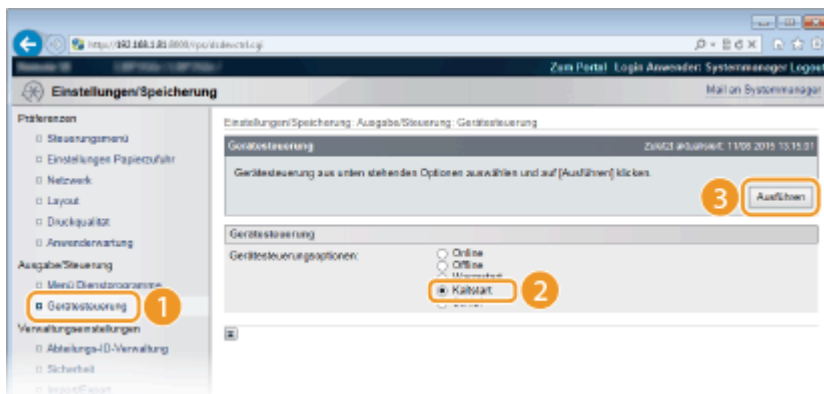 http://192.168.1.81:8000/rps/
Zum Portal Login Anwender: Systemmanager Logout
Einstellungen/Speicherung
Mail an Systemmanager
Präferenzen
Steuerungsmenü
Einstellungen Papierzufuhr
Netzwerk
Layout
Druckqualität
Anwenderwartung
Ausgabe/Steuerung
Menü Dienstprogramme
Gerätesteuerung
1
Verwaltungseinstellungen
Abteilungs-ID-Verwaltung
Sicherheit
Import/Export
Einstellungen/Speicherung: Ausgabe/Steuerung: Gerätesteuerung
Gerätesteuerung
Zuletzt aktualisiert: 11/06 2015 13:15:01
Gerätesteuerung aus unten stehenden Optionen auswählen und auf [Ausführen] klicken.
3
Ausführen
Gerätesteuerung
Gerätesteuerungsoptionen:
Online
Offline
Kaltstart
2